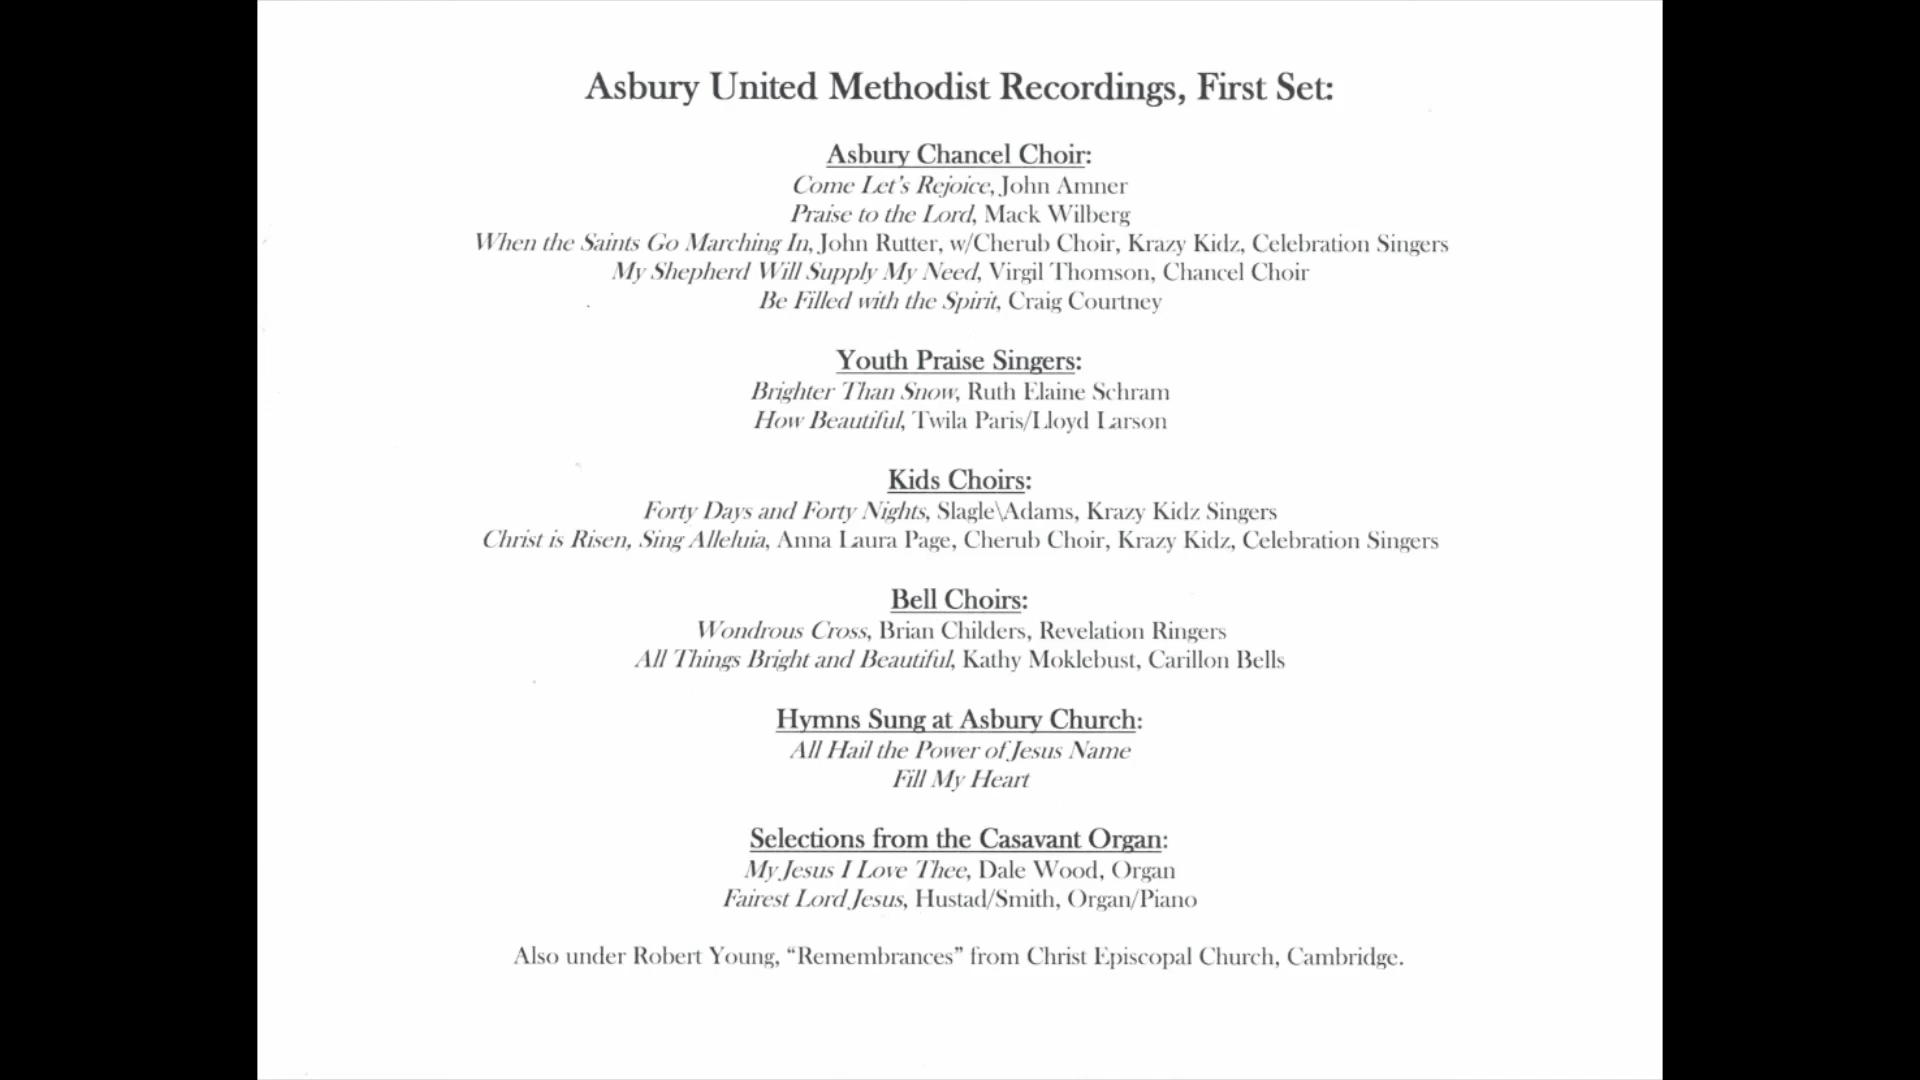 Asbury United Methodist Recordings, First Set:
Asbury Chancel Choir:
Come Let's Rejoice, John Amner
Praise to the Lord, Mack Wilberg
When the Saints Go Marching In, John Rutter, w/Cherub Choir, Krazy Kidz, Celebration Singers
My Shepherd Will Supply My Need, Virgil Thomson, Chancel Choir
Be Filled with the Spirit, Craig Courtney
Youth Praise Singers:
Brighter Than Snow, Ruth Elaine Schram
How Beautiful, Twila Paris/Lloyd Larson
Kids Choirs:
Forty Days and Forty Nights, Slagle\Adams, Krazy Kidz Singers
Christ is Risen, Sing Alleluia, Anna Laura Page, Cherub Choir, Krazy Kidz, Celebration Singers
Bell Choirs:
Wondrous Cross, Brian Childers, Revelation Ringers
All Things Bright and Beautiful, Kathy Moklebust, Carillon Bells
Hymns Sung at Asbury Church:
All Hail the Power of Jesus Name
Fill My Heart
Selections from the Casavant Organ:
My Jesus I Love Thee, Dale Wood, Organ
Fairest Lord Jesus, Hustad/Smith, Organ/Piano
Also under Robert Young, “Remembrances” from Christ Episcopal Church, Cambridge.